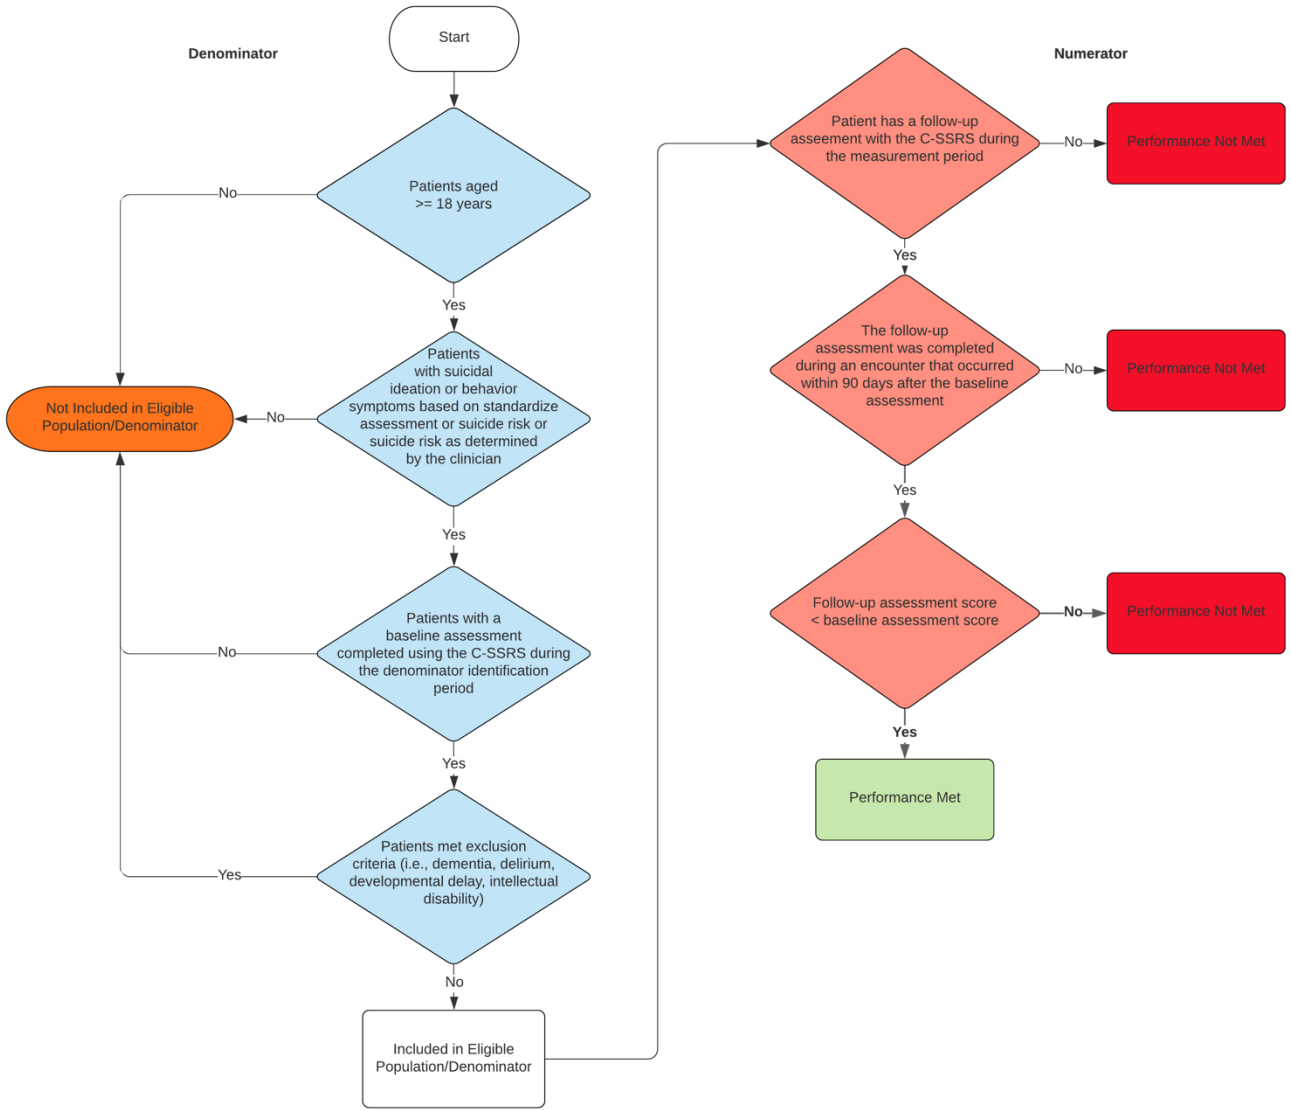 Denominator
Start
Patients aged
>= 18 years
No
Yes
Patients
with suicidal
ideation or behavior
symptoms based on standardize
assessment or suicide risk or
suicide risk as determined
by the clinician
No
Not Included in Eligible
Population/Denominator
Yes
Patients with a
baseline assessment
completed using the C-SSRS during
the denominator identification
period
No
Yes
Patients met exclusion
criteria (i.e., dementia, delirium,
developmental delay, intellectual
disability)
Yes
No
Included in Eligible
Population/Denominator
Numerator
Patient has a follow-up
asseement with the C-SSRS during
the measurement period
No
Performance Not Met
Yes
The follow-up
assessment was completed
during an encounter that occurred
within 90 days after the baseline
assessment
No
Performance Not Met
Yes
Follow-up assessment score
< baseline assessment score
No
Performance Not Met
Yes
Performance Met